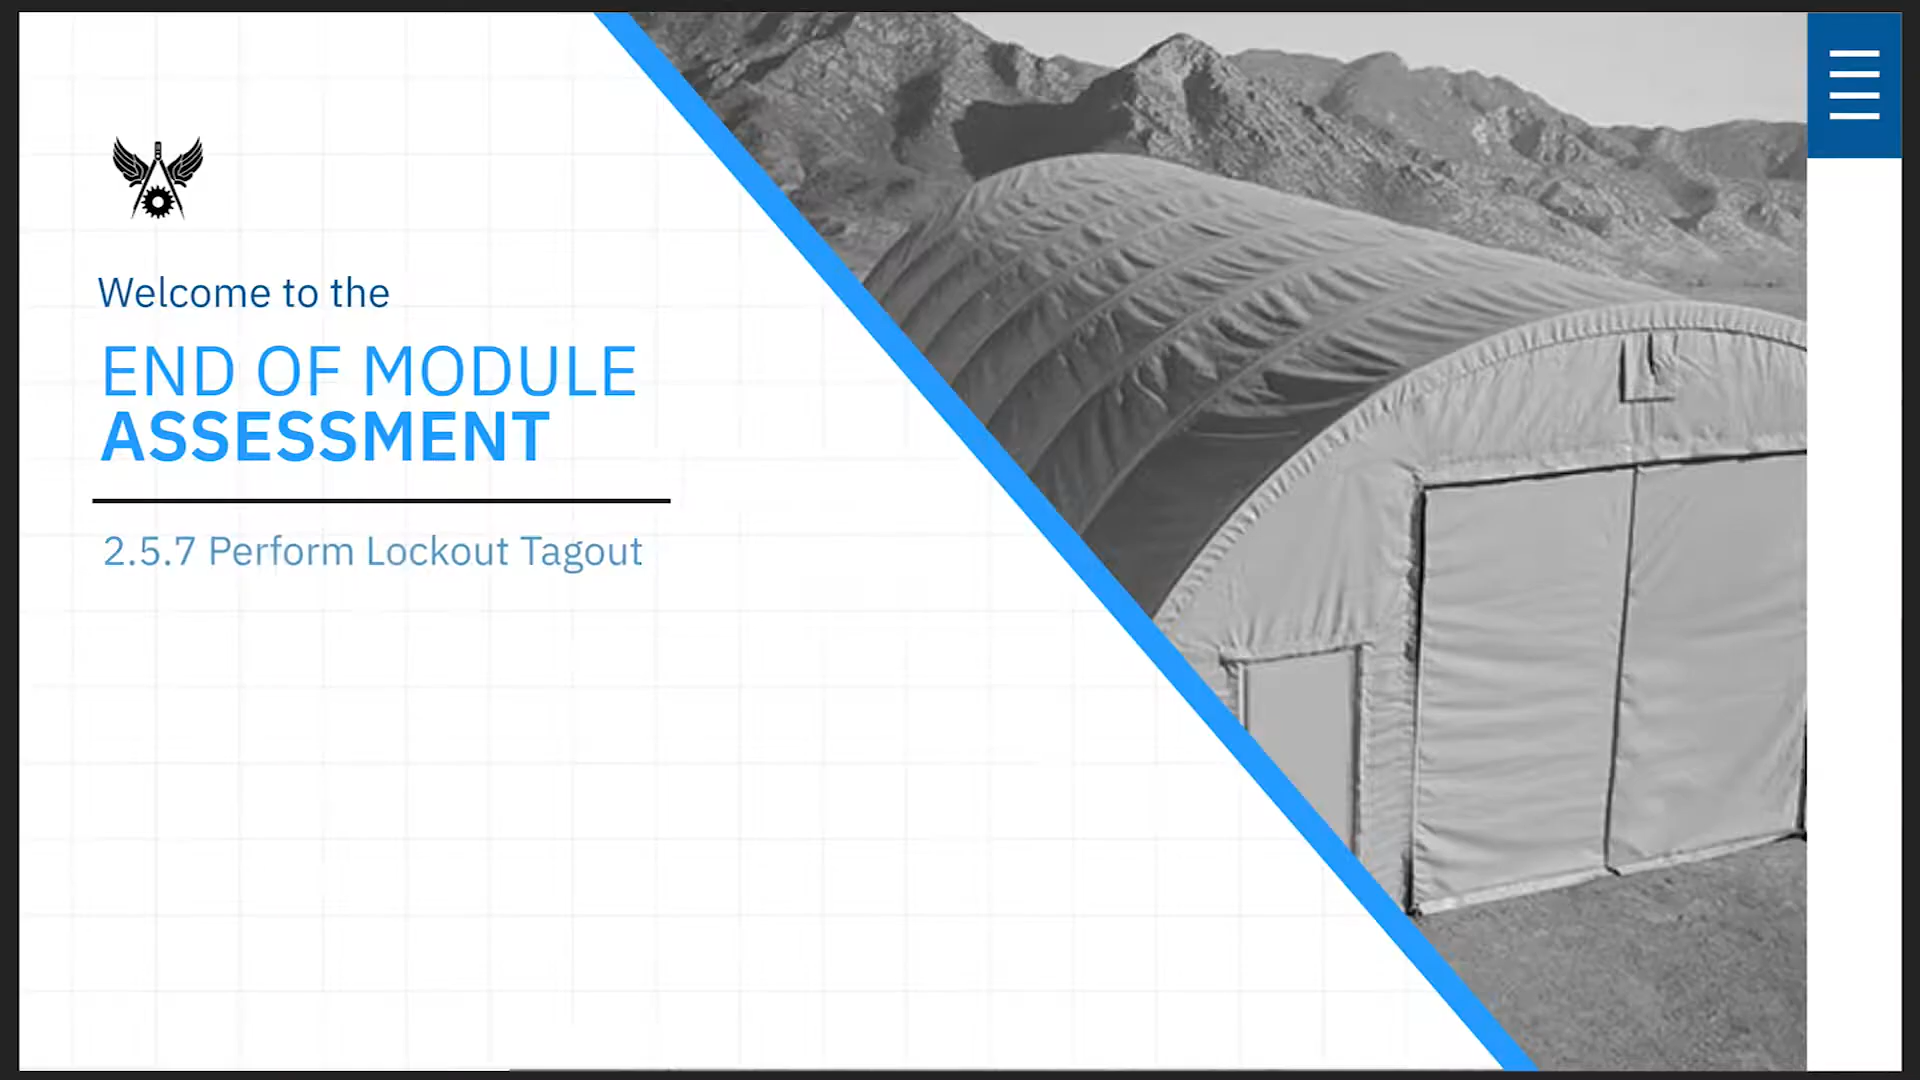 Welcome to the
END OF MODULE
ASSESSMENT
2.5.7 Perform Lockout Tagout